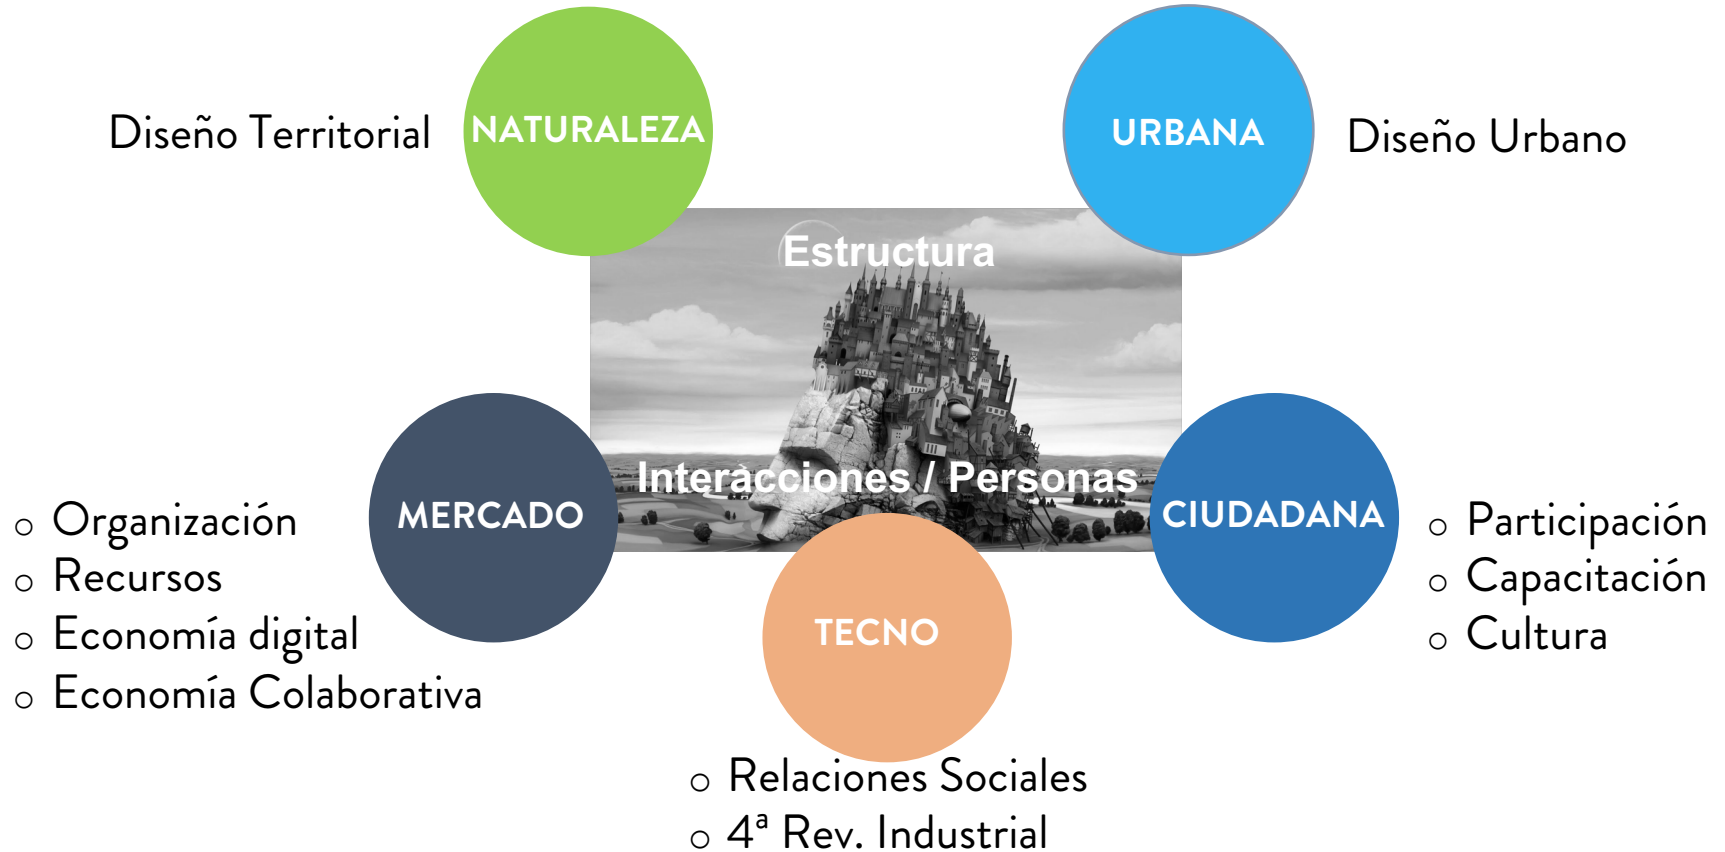 NATURALEZA
Diseño Territorial
URBANA
Diseño Urbano
Estructura
Interacciones / Personas
MERCADO
o Organización
o Recursos
o Economía digital
o Economía Colaborativa
CIUDADANA
o Participación
o Capacitación
o Cultura
TECNO
o Relaciones Sociales
o 4ª Rev. Industrial